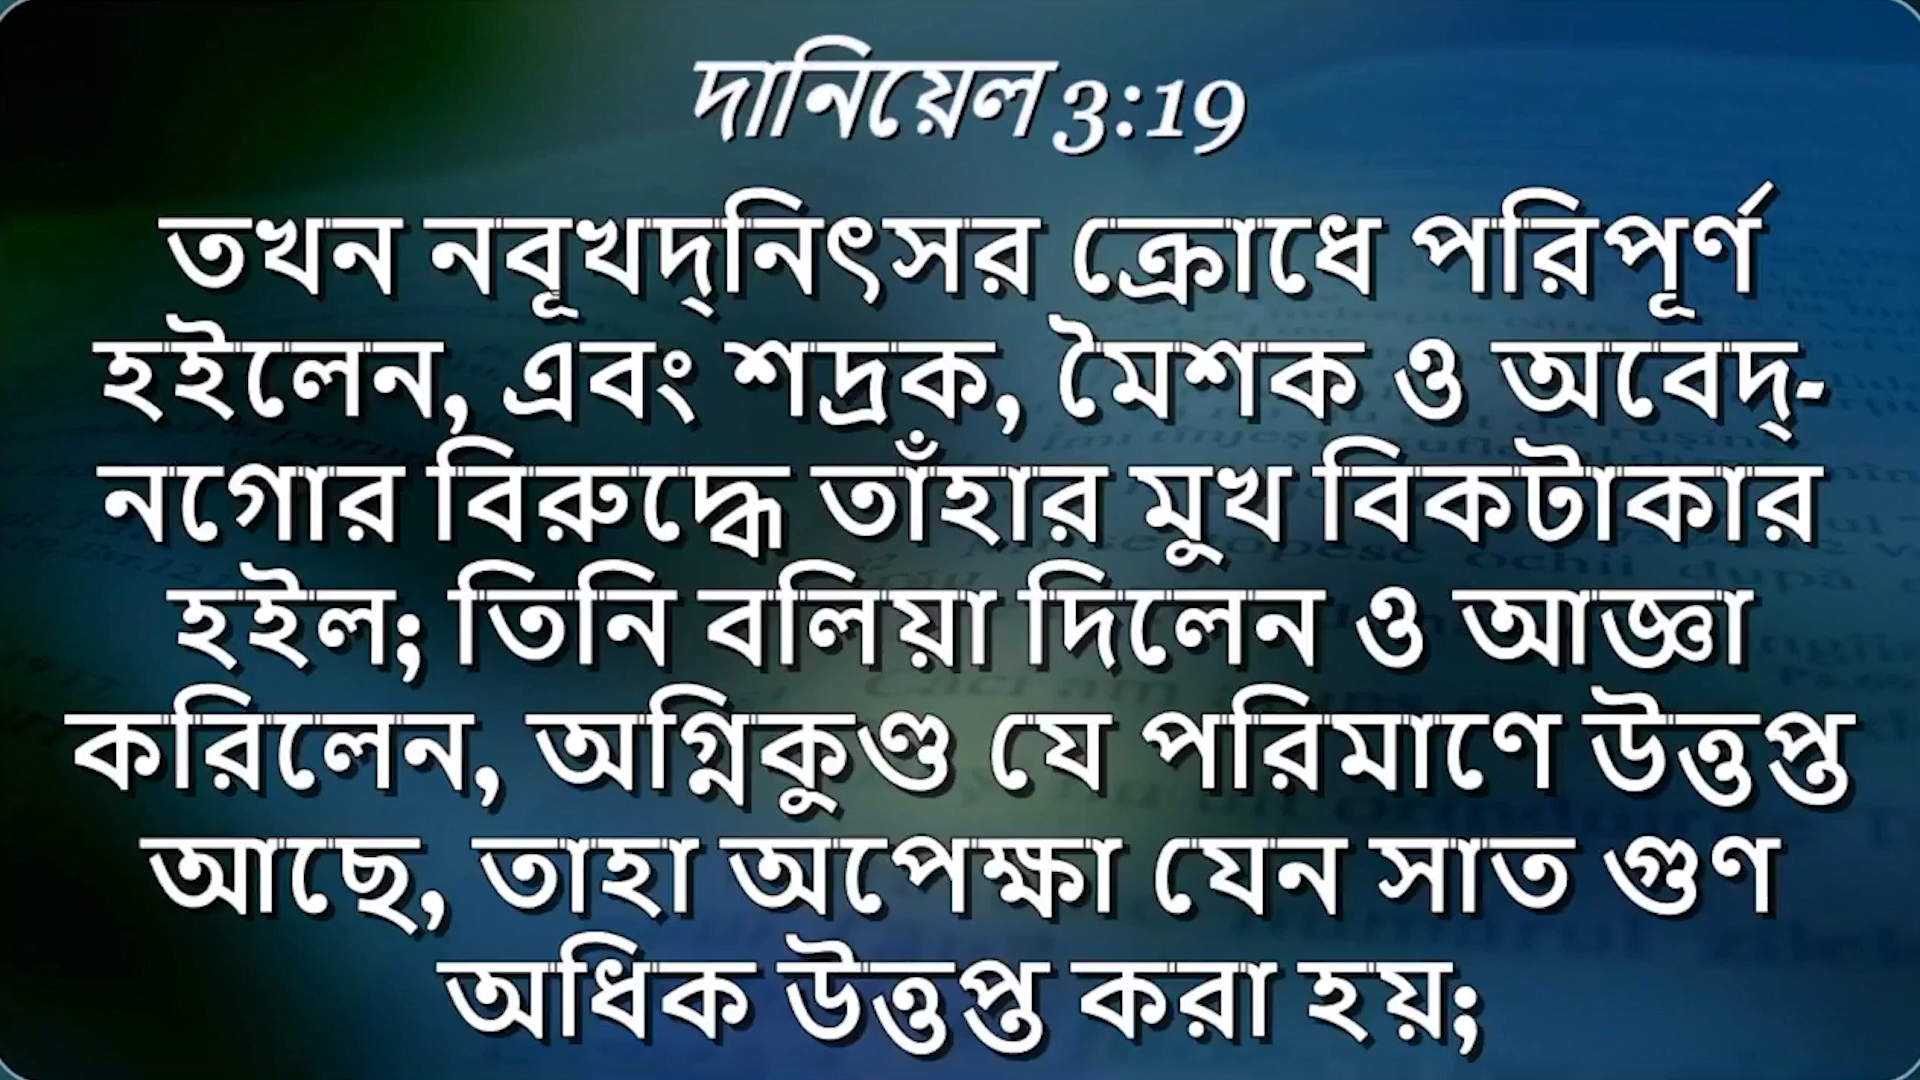 দানিয়েল 3:19
তখন নবূখদ্‌নিৎসর ক্রোধে পরিপূর্ণ
হইলেন, এবং শদ্রক, মৈশক ও অবেদ্‌-
নগোর বিরুদ্ধে তাঁহার মুখ বিকটাকার
হইল; তিনি বলিয়া দিলেন ও আজ্ঞা
করিলেন, অগ্নিকুণ্ড যে পরিমাণে উত্তপ্ত
আছে, তাহা অপেক্ষা যেন সাত গুণ
অধিক উত্তপ্ত করা হয়;